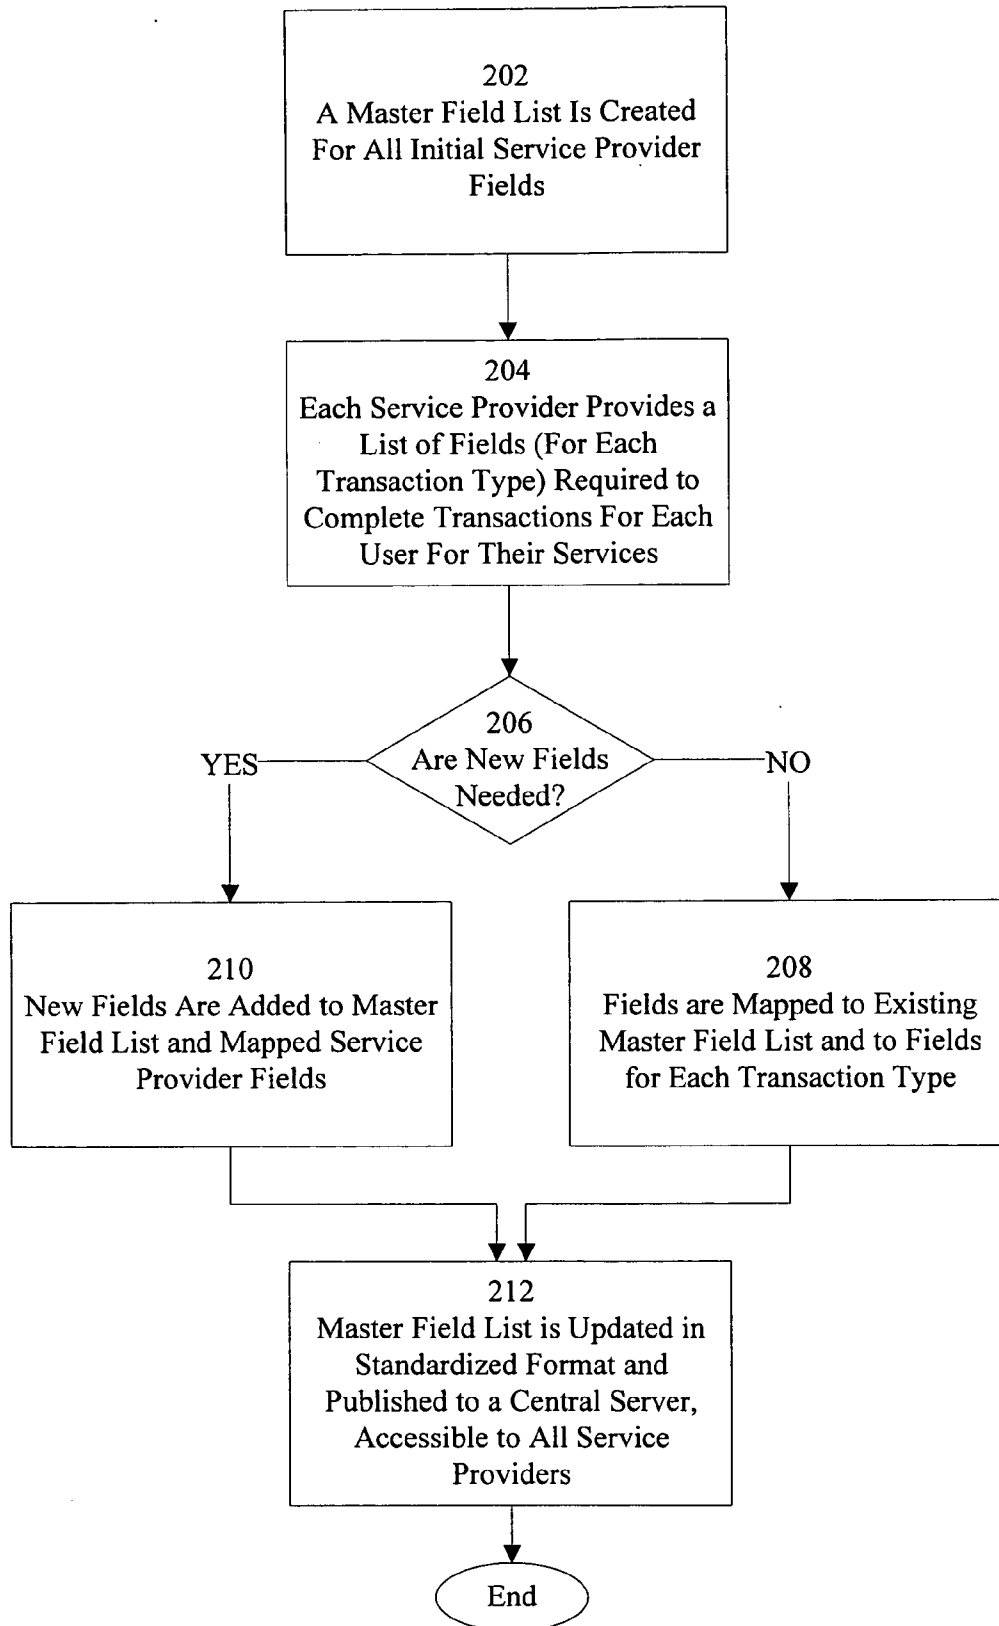 202
A Master Field List Is Created
For All Initial Service Provider
Fields
204
Each Service Provider Provides a
List of Fields (For Each
Transaction Type) Required to
Complete Transactions For Each
User For Their Services
206
Are New Fields
Needed?
YES
NO
210
New Fields Are Added to Master
Field List and Mapped Service
Provider Fields
208
Fields are Mapped to Existing
Master Field List and to Fields
for Each Transaction Type
212
Master Field List is Updated in
Standardized Format and
Published to a Central Server,
Accessible to All Service
Providers
End